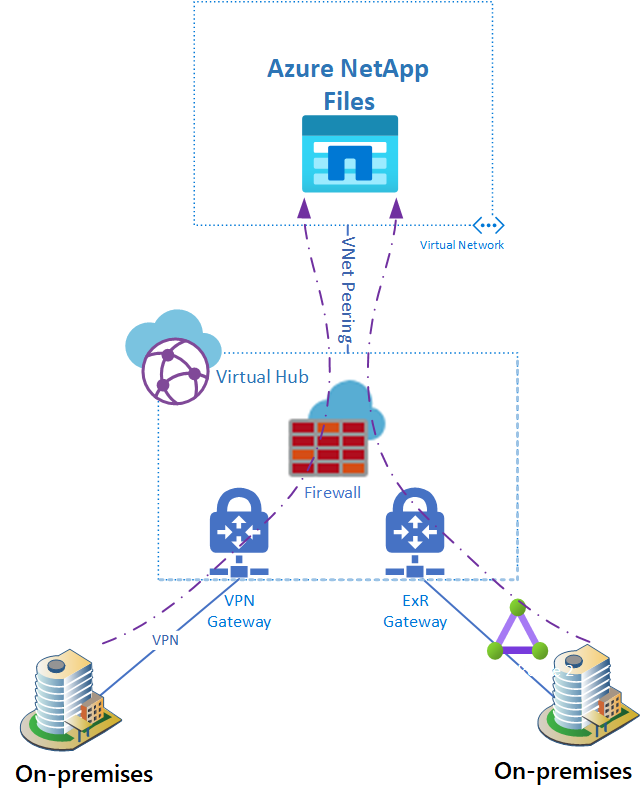 Azure NetApp
Files
Virtual Network
VNet Peering
Virtual Hub
Firewall
VPN
Gateway
ExR
Gateway
VPN
2
On-premises
On-premises